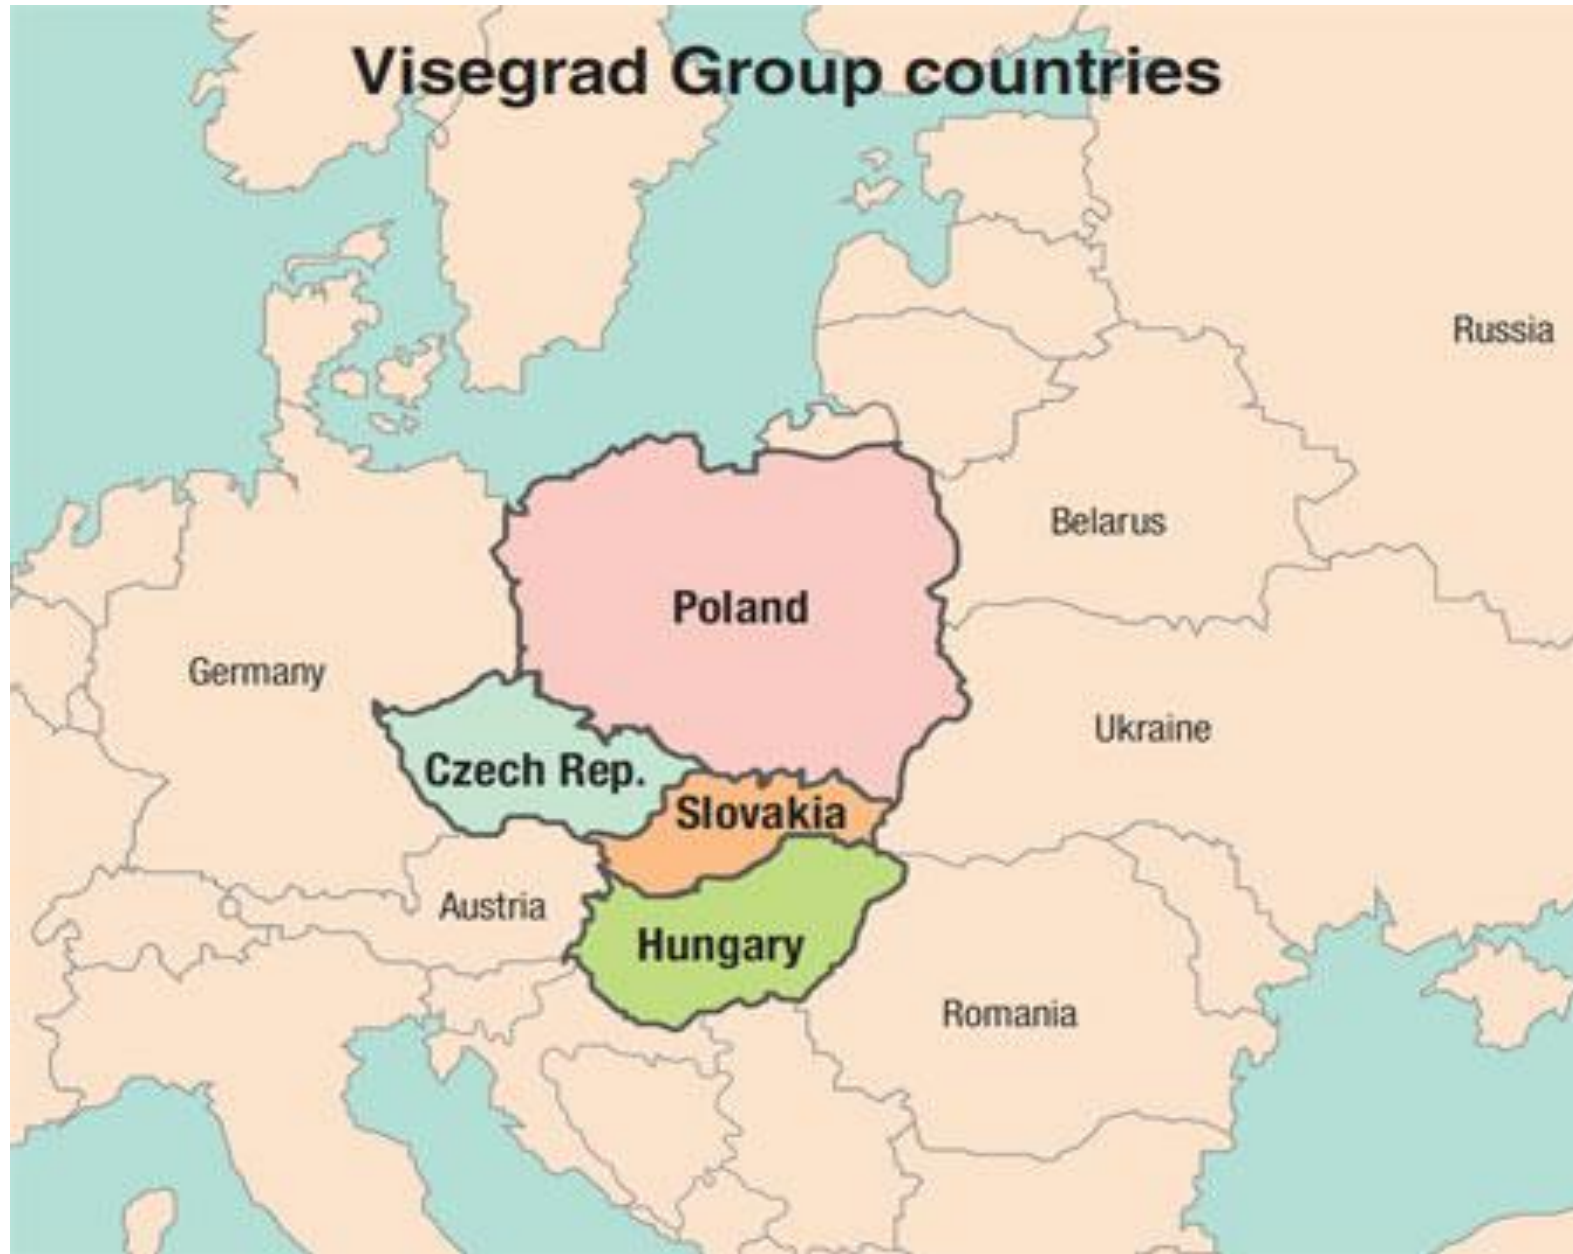 Visegrad Group countries
Russia
Belarus
Poland
Germany
Ukraine
Czech Rep.
Slovakia
Austria
Hungary
Romania